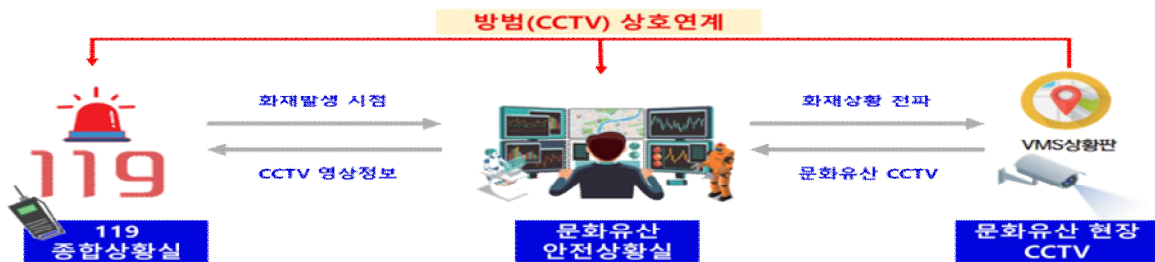 방범(CCTV) 상호연계
화재발생 시점
화재상황 전파
VMS상황판
CCTV 영상정보
문화유산 CCTV
119
119
종합상황실
문화유산
안전상황실
문화유산 현장
CCTV